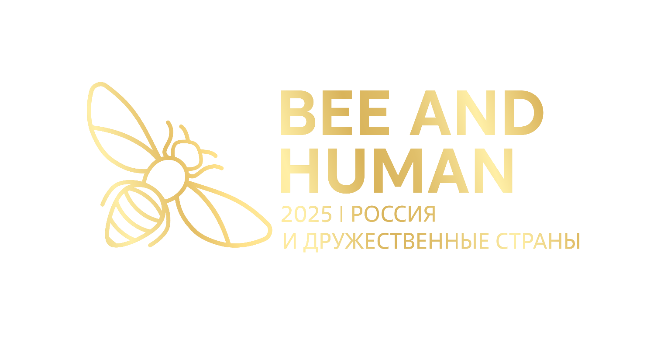 BEE AND
HUMAN
2025 | РОССИЯ
И ДРУЖЕСТВЕННЫЕ СТРАНЫ